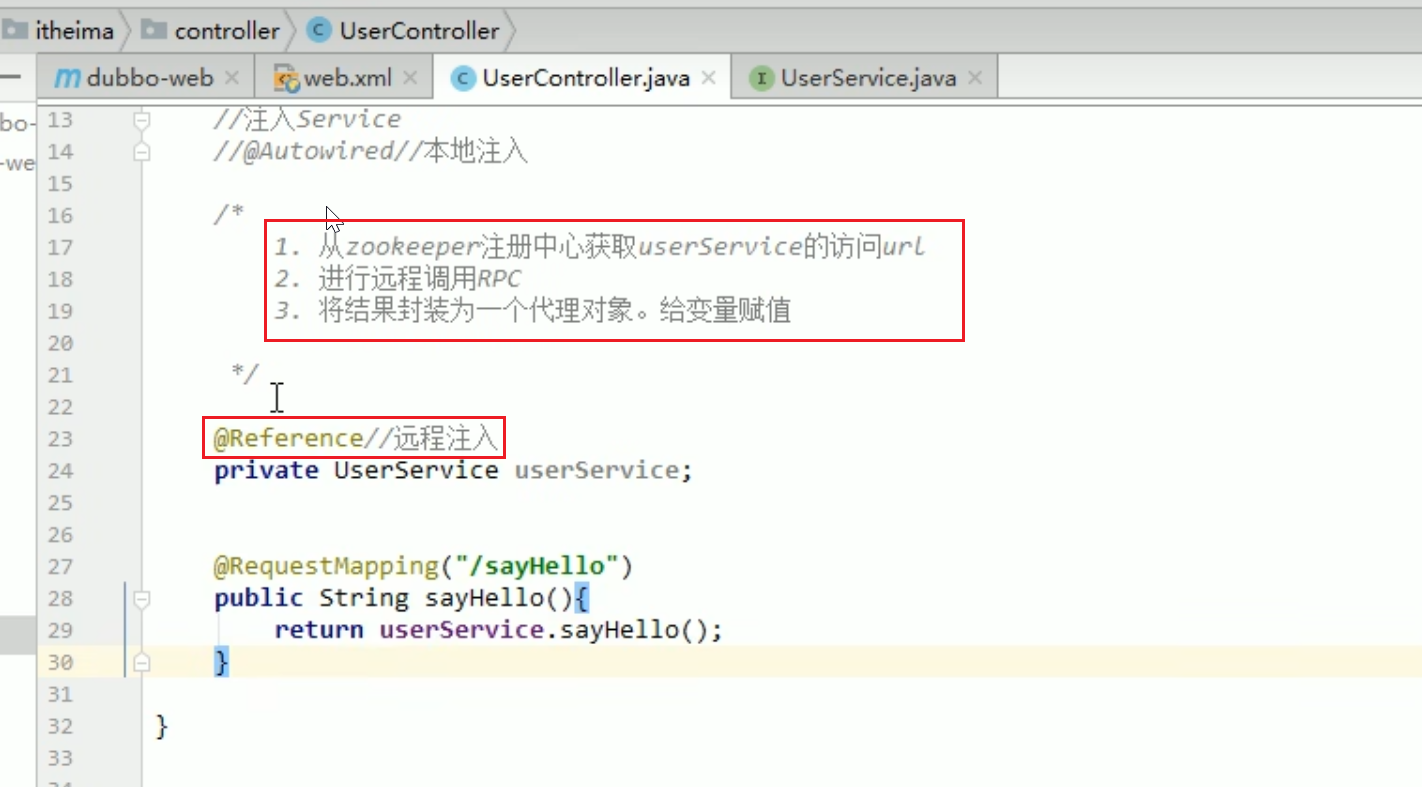 itheima controller UserController
dubbo-web web.xml UserController.java UserService.java
bo- 13 //注入Service
14 //@Autowired//本地注入
-we
15
16 /*
17 1. 从zookeeper注册中心获取userService的访问url
18 2. 进行远程调用RPC
19 3. 将结果封装为一个代理对象。给变量赋值
20
21 */
22
23 @Reference//远程注入
24 private UserService userService;
25
26
27 @RequestMapping("/sayHello")
28 public String sayHello(){
29 return userService.sayHello();
30 }
31
32 }
33